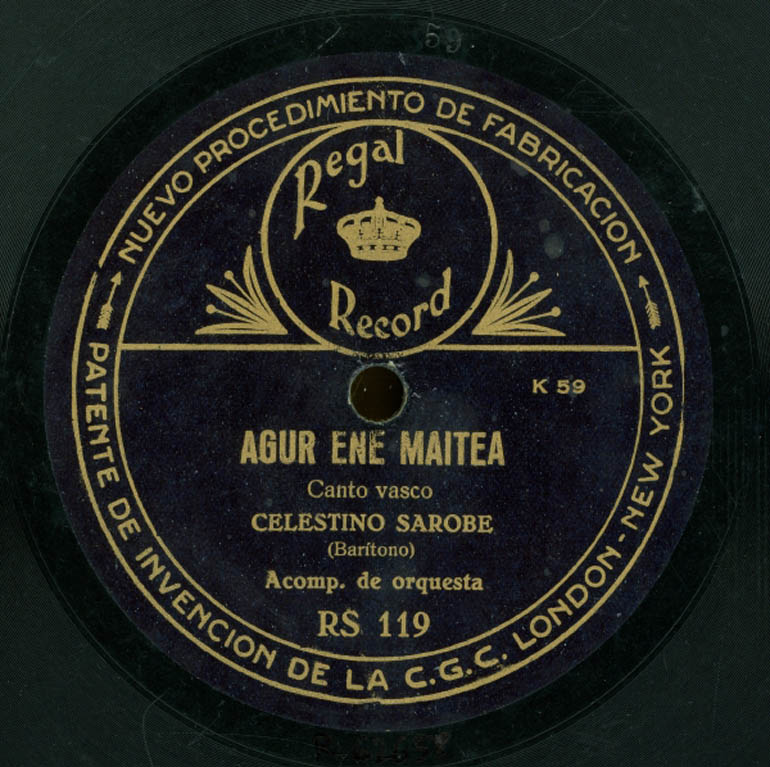 59
NUEVO PROCEDIMIENTO DE FABRICACION
Regal
Record
K 59
AGUR ENE MAITEA
Canto vasco
CELESTINO SAROBE
(Barítono)
Acomp. de orquesta
RS 119
PATENTE DE INVENCION DE LA C.G.C. LONDON - NEW YORK